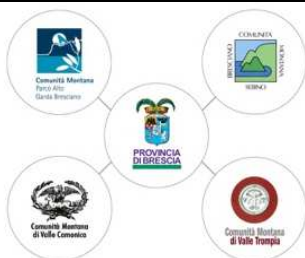 Comunità Montana
Parco Alto
Garda Bresciano
COMUNITÀ
MONTANA
SEBINO
BRESCIANO
PROVINCIA
DI BRESCIA
Comunità Montana
di Valle Camonica
Comunità Montana
di Valle Trompia